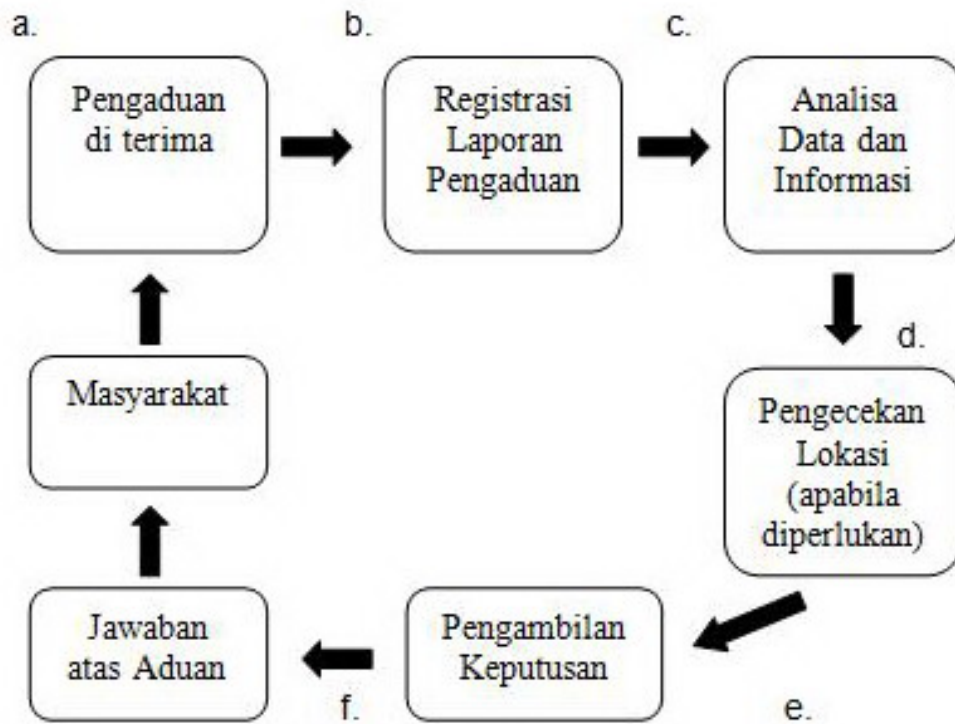 a.
Pengaduan
di terima
b.
Registrasi
Laporan
Pengaduan
c.
Analisa
Data dan
Informasi
d.
Pengecekan
Lokasi
(apabila
diperlukan)
e.
Pengambilan
Keputusan
f.
Jawaban
atas Aduan
Masyarakat